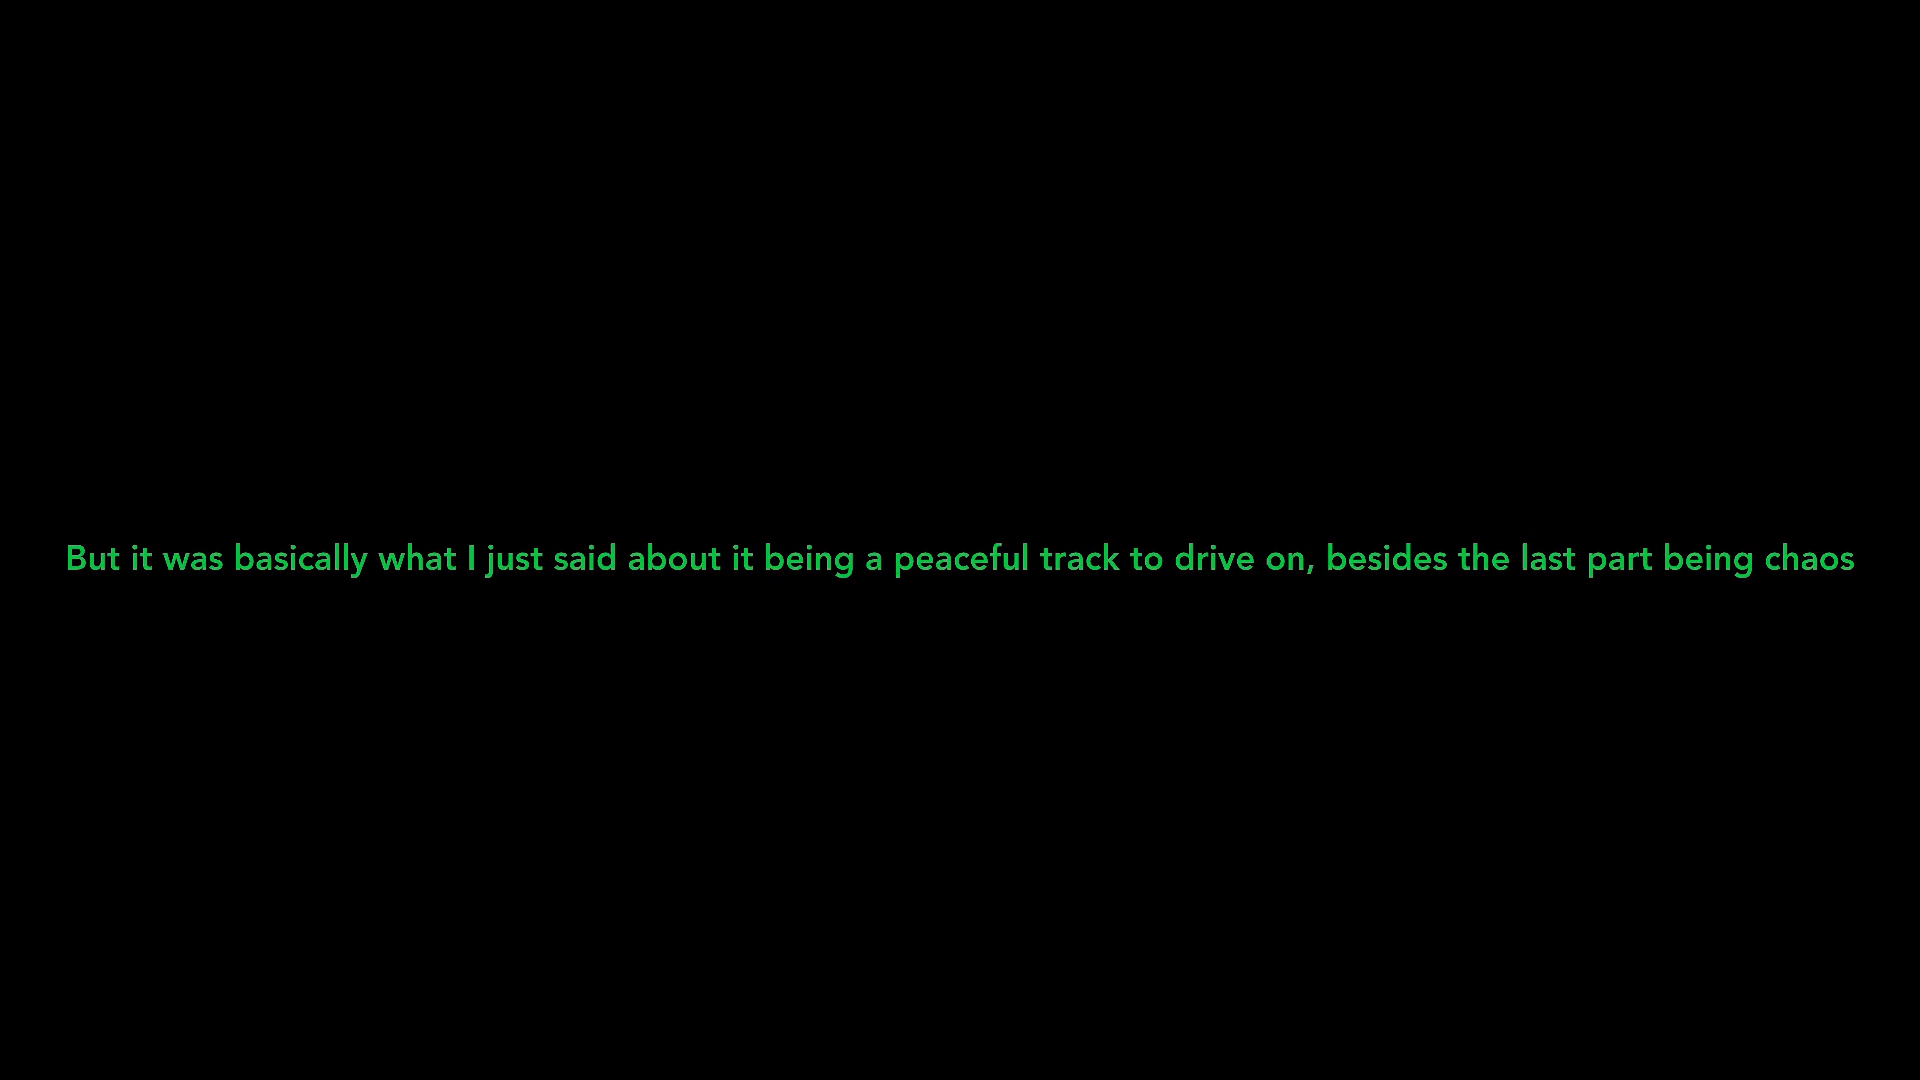 But it was basically what I just said about it being a peaceful track to drive on, besides the last part being chaos